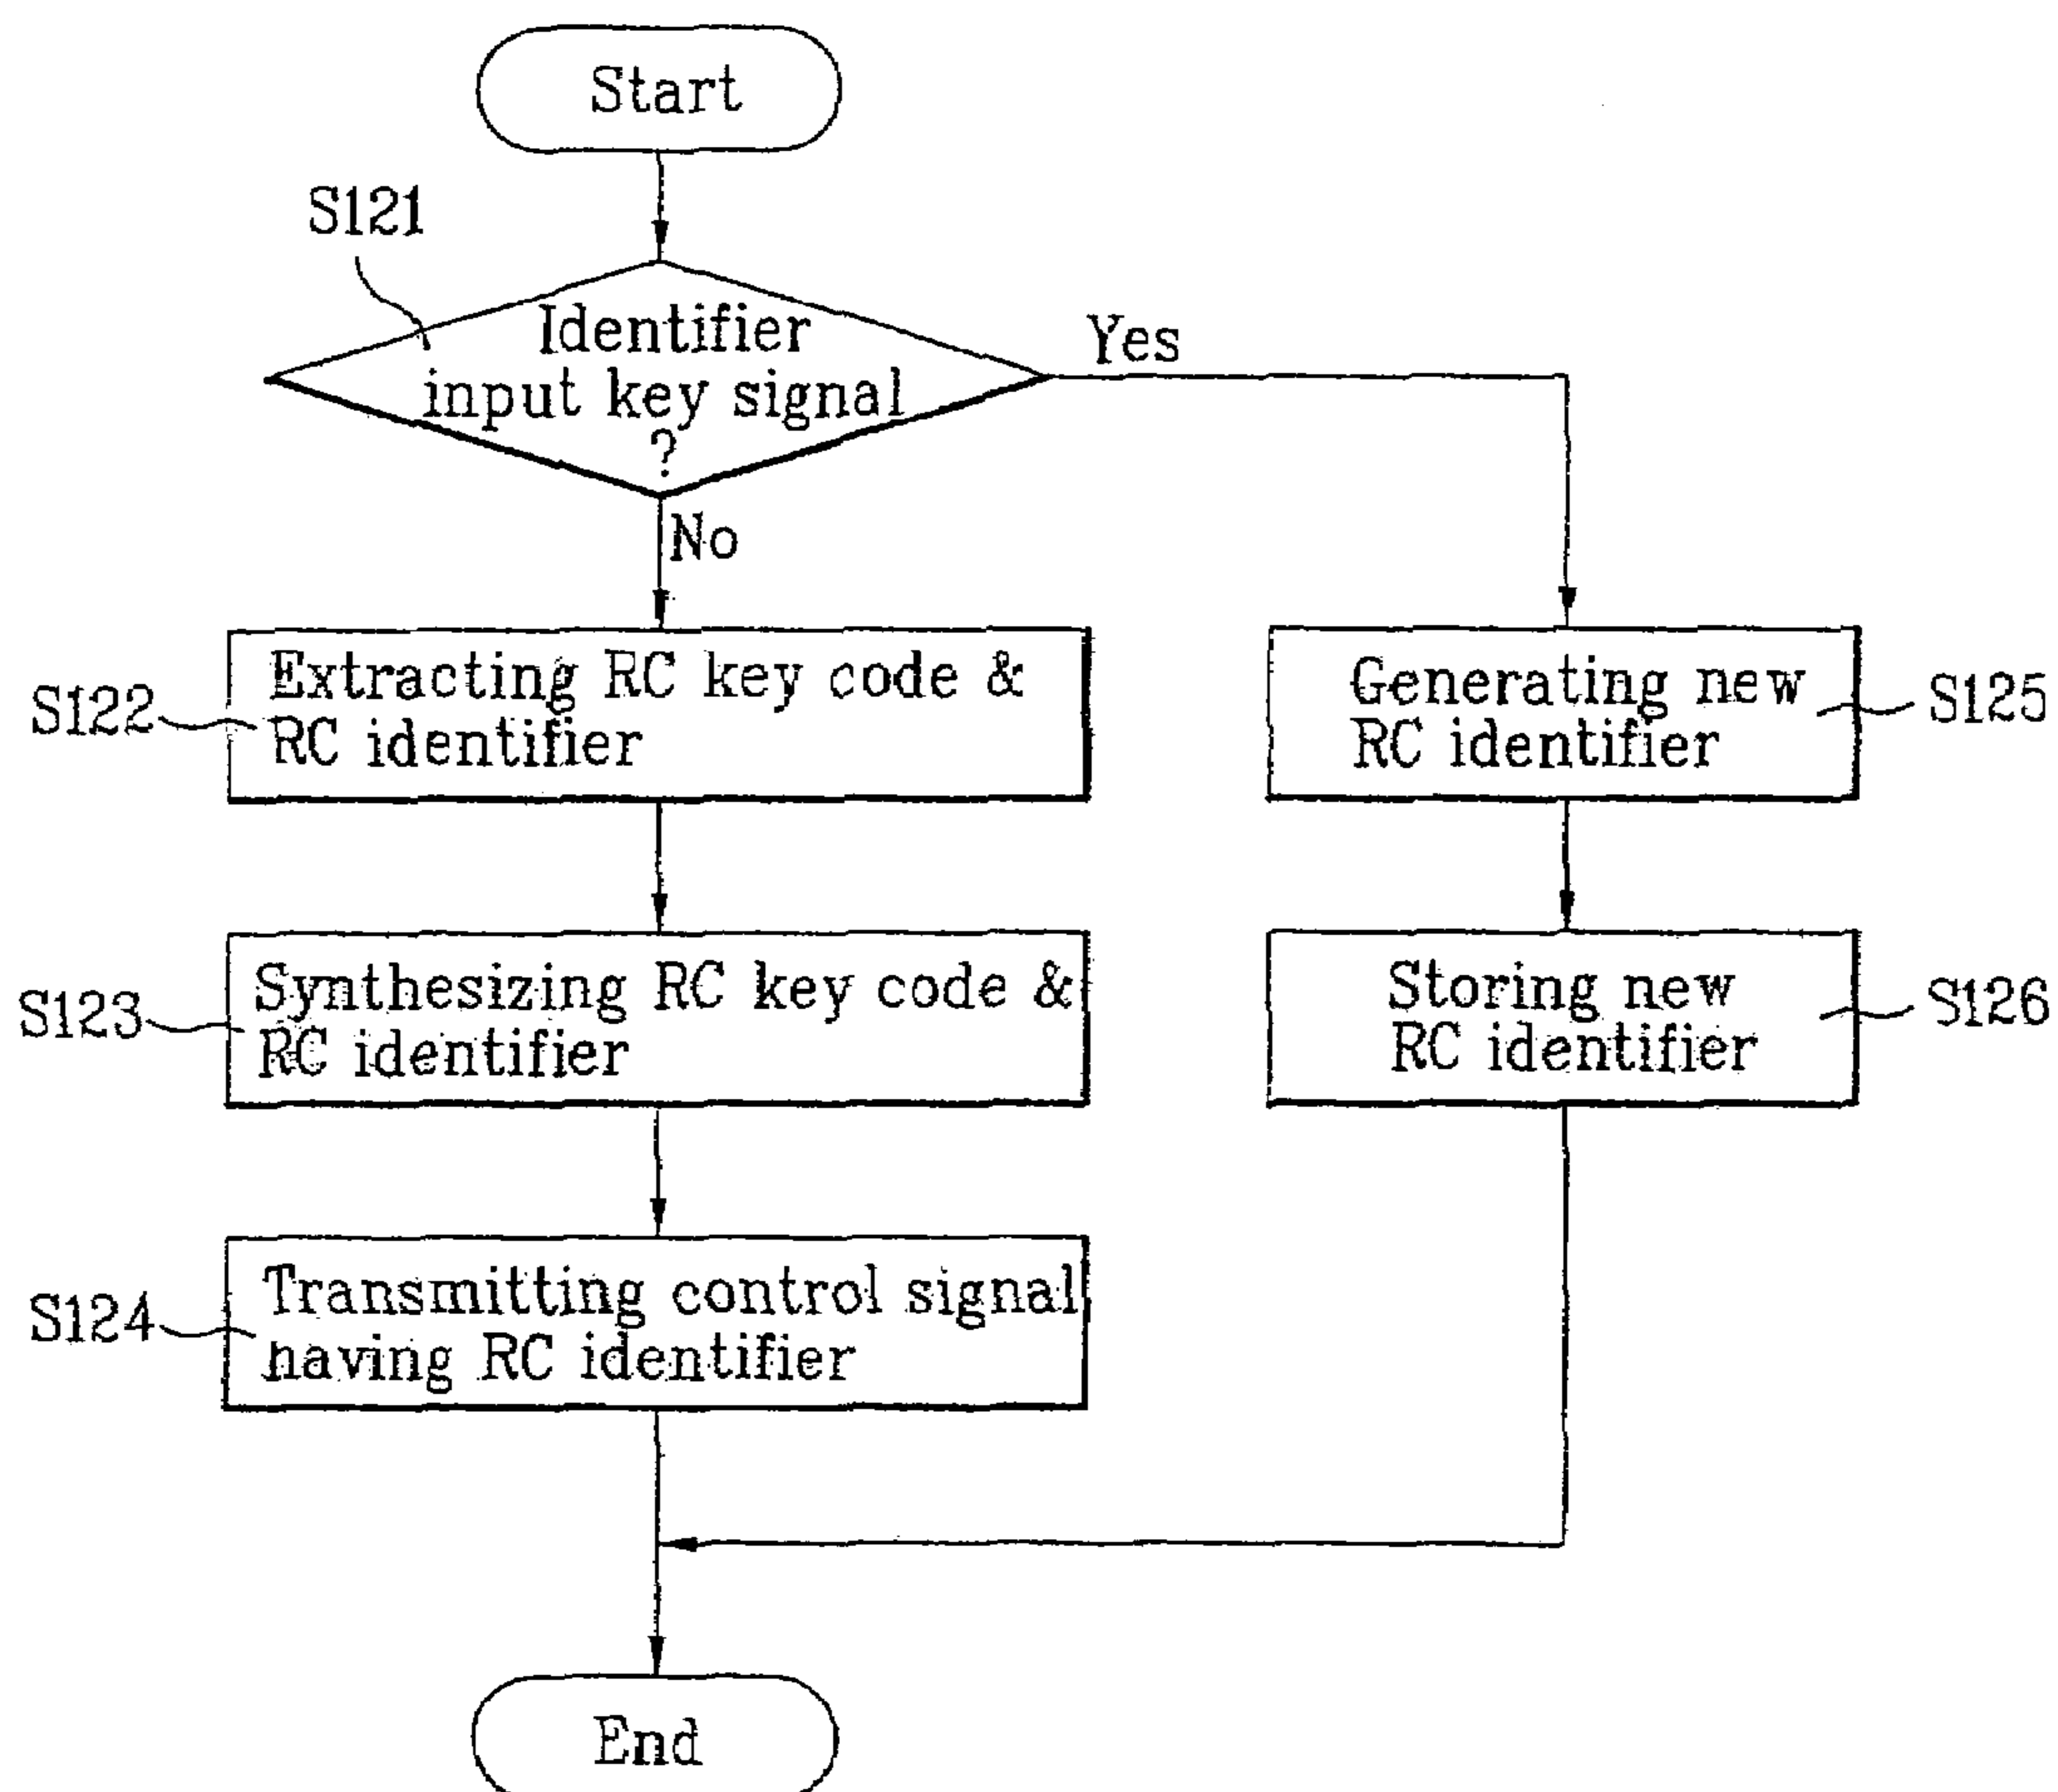 Start
S121
Identifier
input key signal
?
Yes
No
S122
Extracting RC key code &
RC identifier
Generating new
RC identifier
S125
S123
Synthesizing RC key code &
RC identifier
Storing new
RC identifier
S126
S124
Transmitting control signal
having RC identifier
End